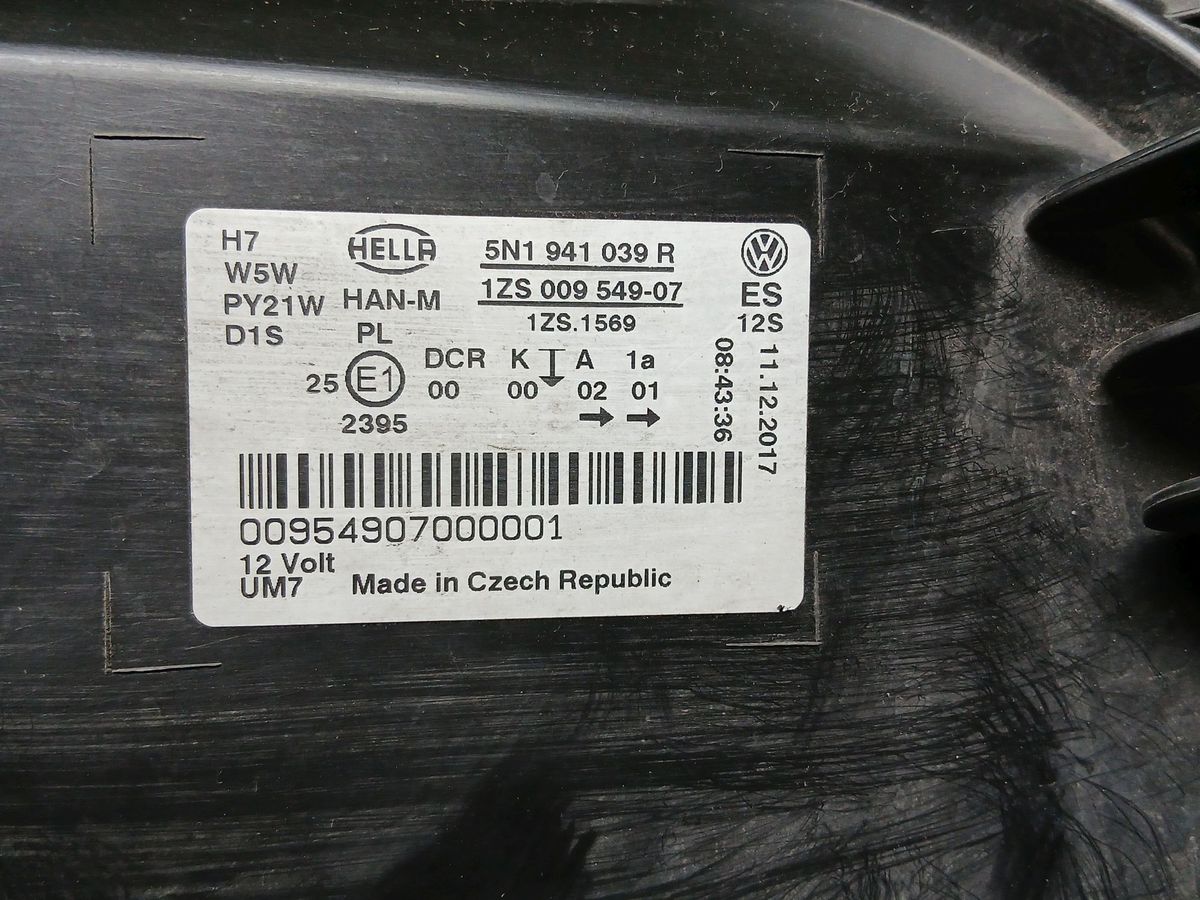 H7
W5W
PY21W
D1S
HELLA
HAN-M
PL
5N1 941 039 R
1ZS 009 549-07
1ZS.1569
VW
ES
12S
25 E1
2395
DCR K A 1a
00 00 02 01
08:43:36
11.12.2017
00954907000001
12 Volt
UM7 Made in Czech Republic